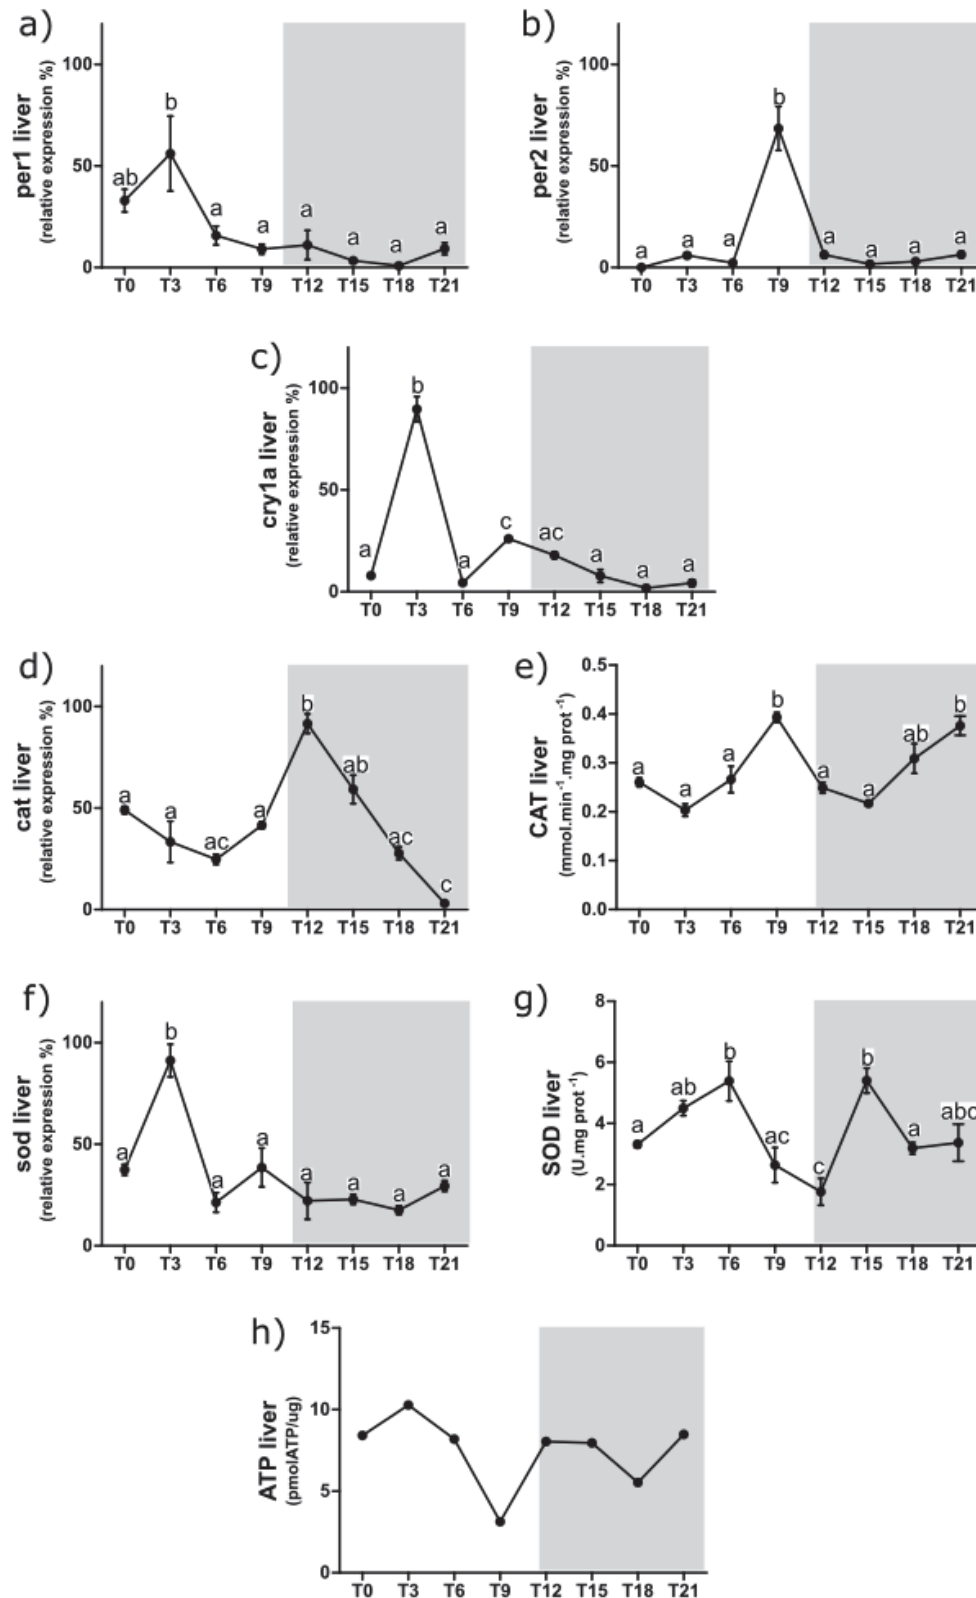 a)
per1 liver
(relative expression %)
100
50
0
ab
b
a
a
a
a
a
a
T0 T3 T6 T9 T12 T15 T18 T21
b)
per2 liver
(relative expression %)
100
50
0
a
a
a
b
a
a
a
a
T0 T3 T6 T9 T12 T15 T18 T21
c)
cry1a liver
(relative expression %)
100
50
0
a
b
a
c
ac
a
a
a
T0 T3 T6 T9 T12 T15 T18 T21
d)
cat liver
(relative expression %)
100
50
0
a
a
ac
a
b
ab
ac
c
T0 T3 T6 T9 T12 T15 T18 T21
e)
CAT liver
(mmol.min⁻¹.mg prot⁻¹)
0.5
0.4
0.3
0.2
0.1
0.0
a
a
a
b
a
a
ab
b
T0 T3 T6 T9 T12 T15 T18 T21
f)
sod liver
(relative expression %)
100
50
0
a
b
a
a
a
a
a
a
T0 T3 T6 T9 T12 T15 T18 T21
g)
SOD liver
(U.mg prot⁻¹)
8
6
4
2
0
a
ab
b
ac
c
b
a
abc
T0 T3 T6 T9 T12 T15 T18 T21
h)
ATP liver
(pmolATP/ug)
15
10
5
0
T0 T3 T6 T9 T12 T15 T18 T21